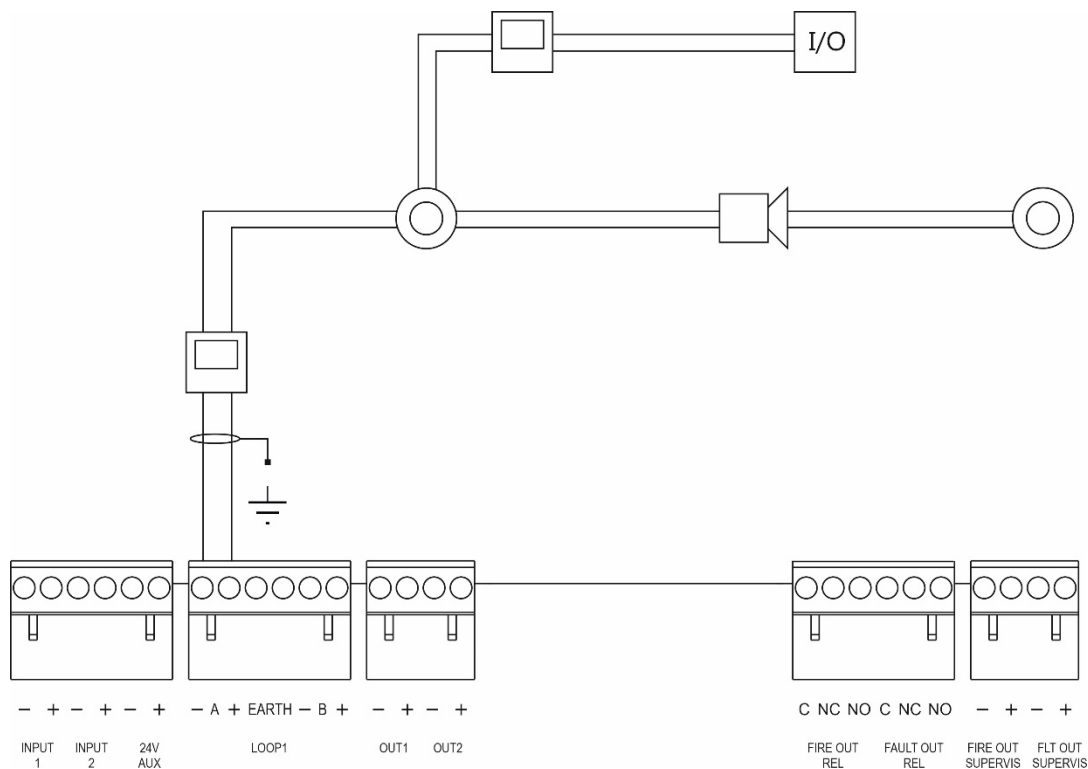 I/O
− + − + − +
− A + EARTH − B +
− + − +
C NC NO C NC NO
− + − +
INPUT
1
INPUT
2
24V
AUX
LOOP1
OUT1
OUT2
FIRE OUT
REL
FAULT OUT
REL
FIRE OUT
SUPERVIS
FLT OUT
SUPERVIS